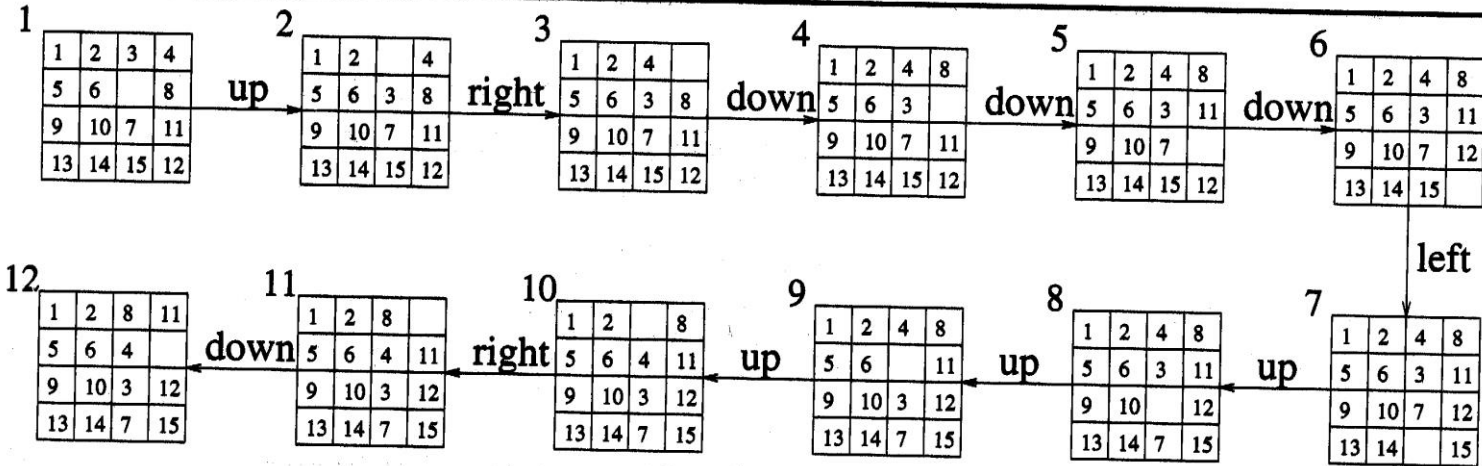 1
1 2 3 4
5 6 8
9 10 7 11
13 14 15 12
up
2
1 2 4
5 6 3 8
9 10 7 11
13 14 15 12
right
3
1 2 4
5 6 3 8
9 10 7 11
13 14 15 12
down
4
1 2 4 8
5 6 3
9 10 7 11
13 14 15 12
down
5
1 2 4 8
5 6 3 11
9 10 7
13 14 15 12
down
6
1 2 4 8
5 6 3 11
9 10 7 12
13 14 15
left
7
1 2 4 8
5 6 3 11
9 10 7 12
13 14 15
up
8
1 2 4 8
5 6 3 11
9 10 12
13 14 7 15
up
9
1 2 4 8
5 6 11
9 10 3 12
13 14 7 15
up
10
1 2 8
5 6 4 11
9 10 3 12
13 14 7 15
right
11
1 2 8
5 6 4 11
9 10 3 12
13 14 7 15
down
12
1 2 8 11
5 6 4
9 10 3 12
13 14 7 15